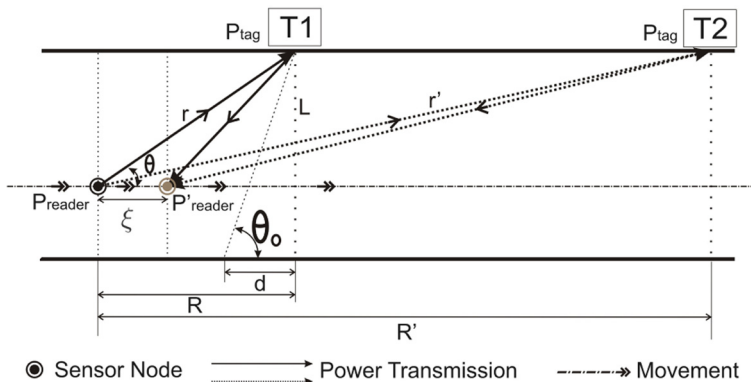 Ptag T1 Ptag T2
r L r'
θ
Preader P'reader
ξ θo
d
R
R'
Sensor Node Power Transmission Movement